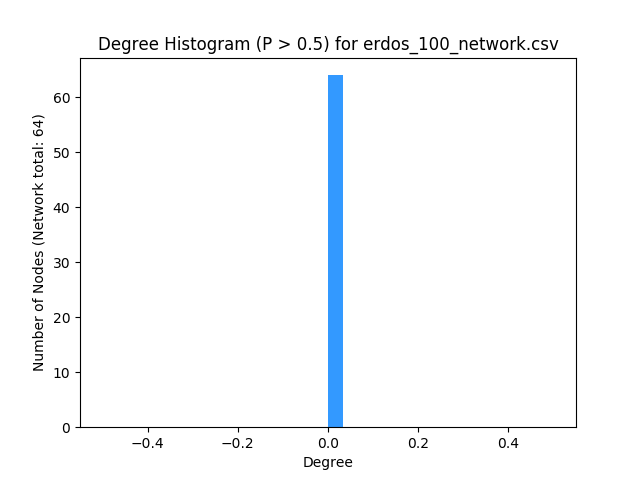 Degree Histogram (P > 0.5) for erdos_100_network.csv
Number of Nodes (Network total: 64)
60
50
40
30
20
10
0
−0.4 −0.2 0.0 0.2 0.4
Degree